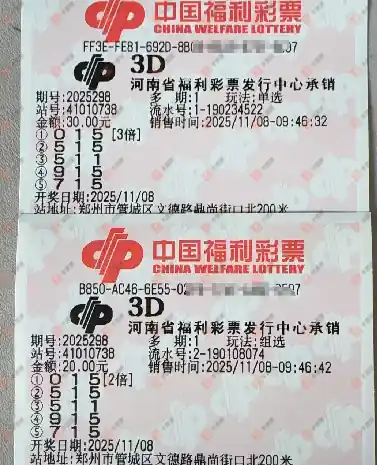 中国福利彩票
CHINA WELFARE LOTTERY
FF3E-FE81-692D-8B0 07
3D
河南省福利彩票发行中心承销
期号:2025298 多 期:1 玩法:单选
站号:41010738 流水号:1-190234522
金额:30.00元 销售时间:2025/11/08-09:46:32
① 0 1 5 [3倍]
② 5 1 5
③ 5 1 1
④ 9 1 5
⑤ 7 1 5
开奖日期:2025/11/08
站地址:郑州市管城区文德路鼎尚街口北200米
中国福利彩票
CHINA WELFARE LOTTERY
B850-AC46-6E55-02
3D
河南省福利彩票发行中心承销
期号:2025298 多 期:1 玩法:组选
站号:41010738 流水号:2-190108074
金额:20.00元 销售时间:2025/11/08-09:46:42
① 0 1 5 [2倍]
② 5 1 5
③ 5 1 1
④ 9 1 5
⑤ 7 1 5
开奖日期:2025/11/08
站地址:郑州市管城区文德路鼎尚街口北200米